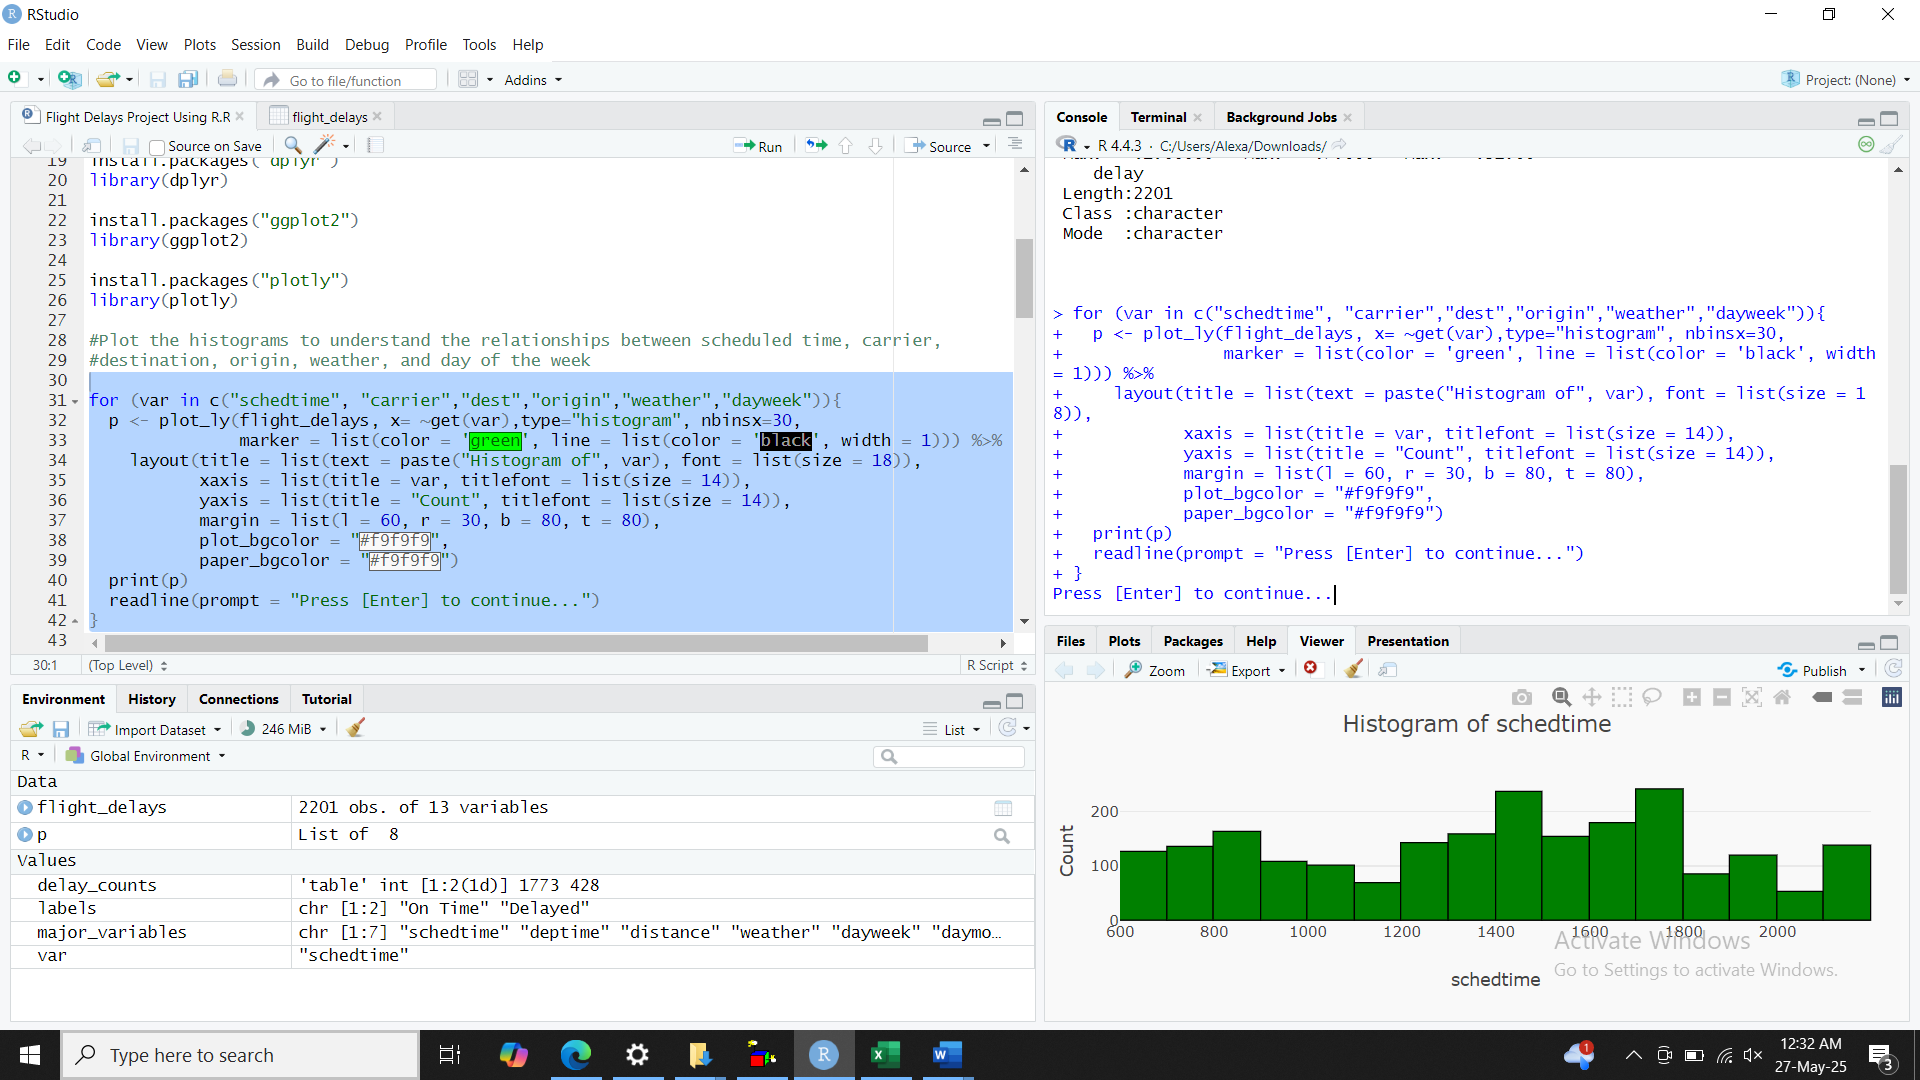 RStudio
File Edit Code View Plots Session Build Debug Profile Tools Help
Go to file/function Addins Project: (None)
Flight Delays Project Using R.R flight_delays
Source on Save Run Source
19 install.packages("dplyr")
20 library(dplyr)
21
22 install.packages("ggplot2")
23 library(ggplot2)
24
25 install.packages("plotly")
26 library(plotly)
27
28 #Plot the histograms to understand the relationships between scheduled time, carrier,
29 #destination, origin, weather, and day of the week
30
31 for (var in c("schedtime", "carrier","dest","origin","weather","dayweek")){
32 p <- plot_ly(flight_delays, x= ~get(var),type="histogram", nbinsx=30,
33 marker = list(color = 'green', line = list(color = 'black', width = 1))) %>%
34 layout(title = list(text = paste("Histogram of", var), font = list(size = 18)),
35 xaxis = list(title = var, titlefont = list(size = 14)),
36 yaxis = list(title = "Count", titlefont = list(size = 14)),
37 margin = list(l = 60, r = 30, b = 80, t = 80),
38 plot_bgcolor = "#f9f9f9",
39 paper_bgcolor = "#f9f9f9")
40 print(p)
41 readline(prompt = "Press [Enter] to continue...")
42 }
43
30:1 (Top Level) R Script
Environment History Connections Tutorial
Import Dataset 246 MiB List
R Global Environment
Data
flight_delays 2201 obs. of 13 variables
p List of 8
Values
delay_counts 'table' int [1:2(1d)] 1773 428
labels chr [1:2] "On Time" "Delayed"
major_variables chr [1:7] "schedtime" "deptime" "distance" "weather" "dayweek" "daymo…
var "schedtime"
Console Terminal Background Jobs
R 4.4.3 · C:/Users/Alexa/Downloads/
delay
Length:2201
Class :character
Mode :character
> for (var in c("schedtime", "carrier","dest","origin","weather","dayweek")){
+ p <- plot_ly(flight_delays, x= ~get(var),type="histogram", nbinsx=30,
+ marker = list(color = 'green', line = list(color = 'black', width
= 1))) %>%
+ layout(title = list(text = paste("Histogram of", var), font = list(size = 1
8)),
+ xaxis = list(title = var, titlefont = list(size = 14)),
+ yaxis = list(title = "Count", titlefont = list(size = 14)),
+ margin = list(l = 60, r = 30, b = 80, t = 80),
+ plot_bgcolor = "#f9f9f9",
+ paper_bgcolor = "#f9f9f9")
+ print(p)
+ readline(prompt = "Press [Enter] to continue...")
+ }
Press [Enter] to continue...
Files Plots Packages Help Viewer Presentation
Zoom Export Publish
Histogram of schedtime
200
100
0
Count
600 800 1000 1200 1400 1600 1800 2000
schedtime
Activate Windows
Go to Settings to activate Windows.
Type here to search
1
12:32 AM
27-May-25
3